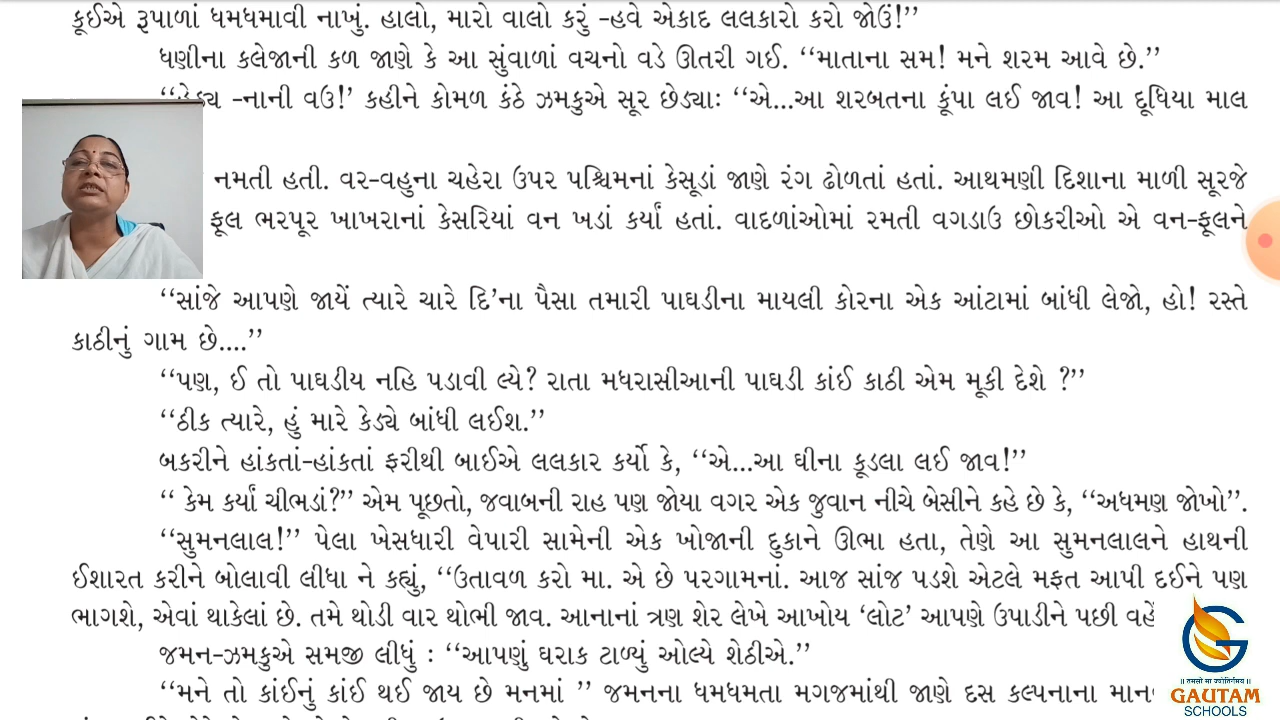 કૂઈએ રૂપાળાં ધમધમાવી નાખું. હાલો, મારો વાલો કરું -હવે એકાદ લલકારો કરો જોઉં!”
ધણીના કલેજાની કળ જાણે કે આ સુંવાળાં વચનો વડે ઊતરી ગઈ. “માતાના સમ! મને શરમ આવે છે.”
-નાની વઉ!’ કહીને કોમળ કંઠે ઝમકુએ સૂર છેડ્યાઃ “એ...આ શરબતના કૂંપા લઈ જાવ! આ દૂધિયા માલ
નમતી હતી. વર-વહુના ચહેરા ઉપર પશ્ચિમનાં કેસૂડાં જાણે રંગ ઢોળતાં હતાં. આથમણી દિશાના માળી સૂરજે
ફૂલ ભરપૂર ખાખરાનાં કેસરિયાં વન ખડાં કર્યાં હતાં. વાદળાંઓમાં રમતી વગડાઉ છોકરીઓ એ વન-ફૂલને
“સાંજે આપણે જાયેં ત્યારે ચારે દિ’ના પૈસા તમારી પાઘડીના માયલી કોરના એક આંટામાં બાંધી લેજો, હો! રસ્તે
કાઠીનું ગામ છે....”
“પણ, ઈ તો પાઘડીય નહિ પડાવી લ્યે? રાતા મધરાસીઆની પાઘડી કાંઈ કાઠી એમ મૂકી દેશે ?”
“ઠીક ત્યારે, હું મારે કેડ્યે બાંધી લઈશ.”
બકરીને હાંકતાં-હાંકતાં ફરીથી બાઈએ લલકાર કર્યો કે, “એ...આ ઘીના કૂડલા લઈ જાવ!”
“ કેમ કર્યાં ચીભડાં?” એમ પૂછતો, જવાબની રાહ પણ જોયા વગર એક જુવાન નીચે બેસીને કહે છે કે, “અધમણ જોખો”.
“સુમનલાલ!” પેલા ખેસધારી વેપારી સામેની એક ખોજાની દુકાને ઊભા હતા, તેણે આ સુમનલાલને હાથની
ઈશારત કરીને બોલાવી લીધા ને કહ્યું, “ઉતાવળ કરો મા. એ છે પરગામનાં. આજ સાંજ પડશે એટલે મફત આપી દઈને પણ
ભાગશે, એવાં થાકેલાં છે. તમે થોડી વાર થોભી જાવ. આનાનાં ત્રણ શેર લેખે આખોય ‘લોટ’ આપણે ઉપાડીને પછી
જમન-ઝમકુએ સમજી લીધું : “આપણું ઘરાક ટાળ્યું ઓલ્યે શેઠીએ.”
“મને તો કાંઈનું કાંઈ થઈ જાય છે મનમાં ” જમનના ધમધમતા મગજમાંથી જાણે દસ કલ્પનાના
॥ तमसो मा ज्योतिर्गमय॥
GAUTAM
SCHOOLS